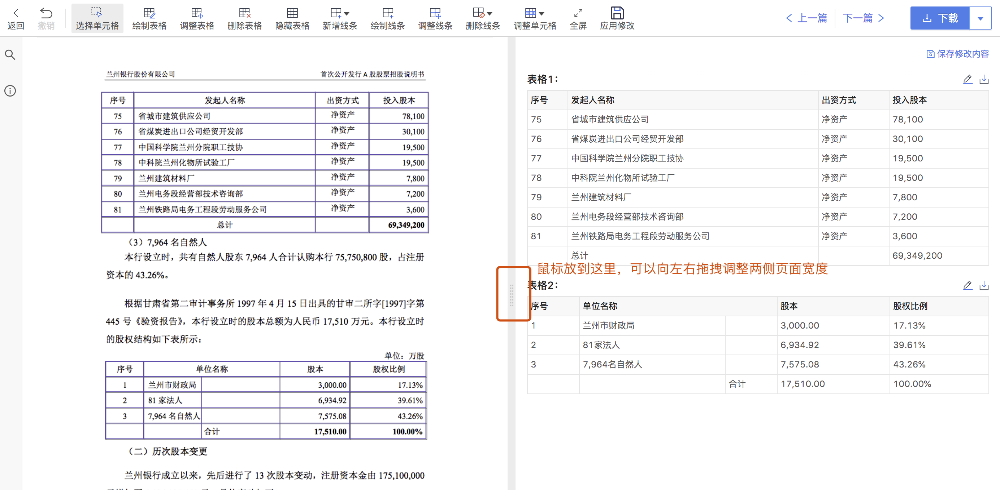 返回 撤销 选择单元格 绘制表格 调整表格 删除表格 隐藏表格 新增线条 绘制线条 调整线条 删除线条 调整单元格 全屏 应用修改 上一篇 下一篇 下载
兰州银行股份有限公司 首次公开发行 A 股股票招股说明书
序号 发起人名称 出资方式 投入股本
75 省城市建筑供应公司 净资产 78,100
76 省煤炭进出口公司经贸开发部 净资产 30,100
77 中国科学院兰州分院职工技协 净资产 19,500
78 中科院兰州化物所试验工厂 净资产 19,500
79 兰州建筑材料厂 净资产 7,800
80 兰州电务段经营部技术咨询部 净资产 7,200
81 兰州铁路局电务工程段劳动服务公司 净资产 3,600
总计 69,349,200
（3）7,964 名自然人
本行设立时，共有自然人股东 7,964 人合计认购本行 75,750,800 股，占注册
资本的 43.26%。
根据甘肃省第二审计事务所 1997 年 4 月 15 日出具的甘审二所字[1997]字第
445 号《验资报告》，本行设立时的股本总额为人民币 17,510 万元。本行设立时
的股权结构如下表所示：
单位：万股
序号 单位名称 股本 股权比例
1 兰州市财政局 3,000.00 17.13%
2 81 家法人 6,934.92 39.61%
3 7,964 名自然人 7,575.08 43.26%
合计 17,510.00 100.00%
（二）历次股本变更
兰州银行成立以来，先后进行了 13 次股本变动，注册资本金由 175,100,000
保存修改内容
表格1：
序号 发起人名称 出资方式 投入股本
75 省城市建筑供应公司 净资产 78,100
76 省煤炭进出口公司经贸开发部 净资产 30,100
77 中国科学院兰州分院职工技协 净资产 19,500
78 中科院兰州化物所试验工厂 净资产 19,500
79 兰州建筑材料厂 净资产 7,800
80 兰州电务段经营部技术咨询部 净资产 7,200
81 兰州铁路局电务工程段劳动服务公司 净资产 3,600
总计 69,349,200
鼠标放到这里，可以向左右拖拽调整两侧页面宽度
表格2：
序号 单位名称 股本 股权比例
1 兰州市财政局 3,000.00 17.13%
2 81家法人 6,934.92 39.61%
3 7,964名自然人 7,575.08 43.26%
合计 17,510.00 100.00%